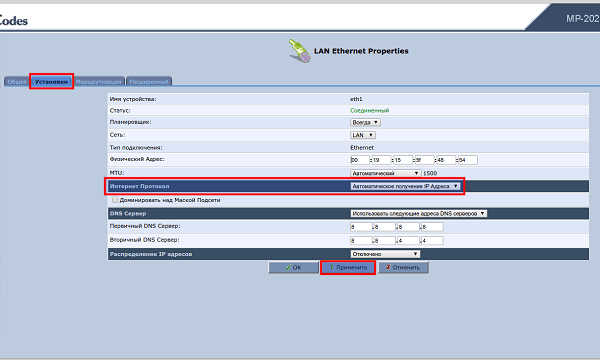 Codes
MP-202
LAN Ethernet Properties
Общее Установки Маршрутизация Расширенный
Имя устройства: eth1
Статус: Соединенный
Планировщик: Всегда
Сеть: LAN
Тип подключения: Ethernet
Физический Адрес: 00 :19 :15 :9f :48 :54
MTU: Автоматический 1500
Интернет Протокол Автоматическое получение IP Адреса
Доминировать над Маской Подсети
DNS Сервер Использовать следующие адреса DNS серверов
Первичный DNS Сервер: 8 .8 .8 .8
Вторичный DNS Сервер: 8 .8 .4 .4
Распределение IP адресов Отключено
OK Применить Отменить